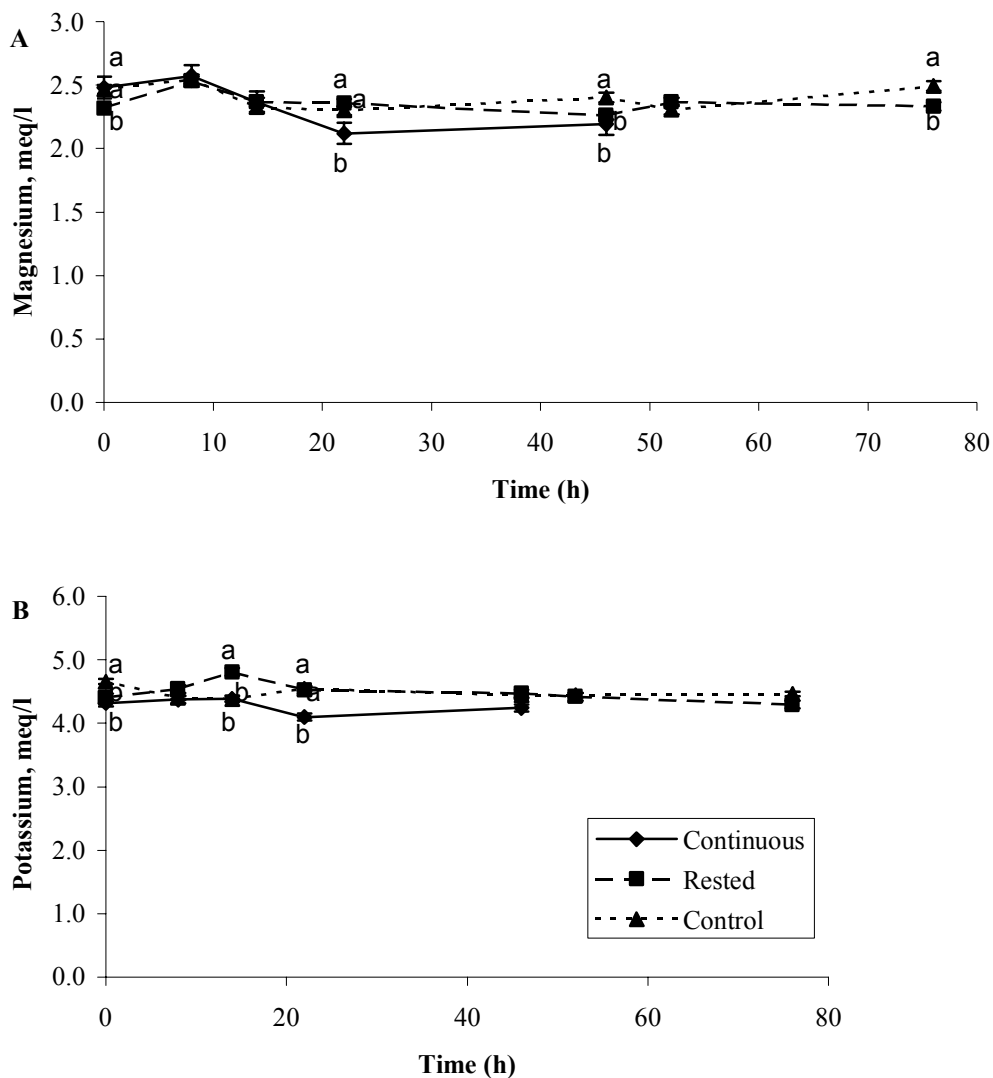 A
3.0
a
a
a
a
2.5
a
a
b
b
b
2.0
b
b
Magnesium, meq/l
1.5
1.0
0.5
0.0
0 10 20 30 40 50 60 70 80
Time (h)
B
6.0
5.0
a
a
a
b
b
a
4.0
b
b
b
Potassium, meq/l
3.0
2.0
Continuous
Rested
Control
1.0
0.0
0 20 40 60 80
Time (h)